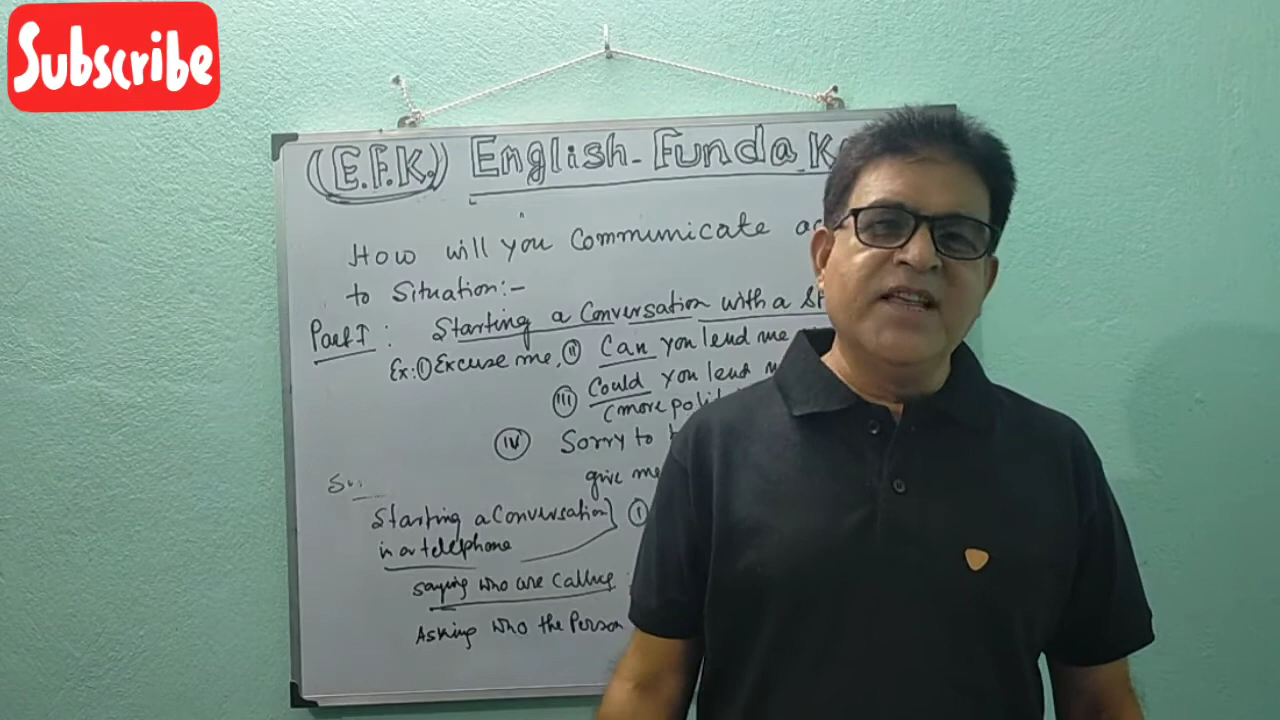 Subscribe
(E.F.K.) English-Funda
How will you Communicate
to Situation:-
Part I : Starting a Conversation with a
Ex: (i) Excuse me, (ii) Can you lend me
(iii) Could you lend
(more
(iv) Sorry to
give me
Starting a Conversation (i)
in a telephone
Saying who are calling
Asking who the Person